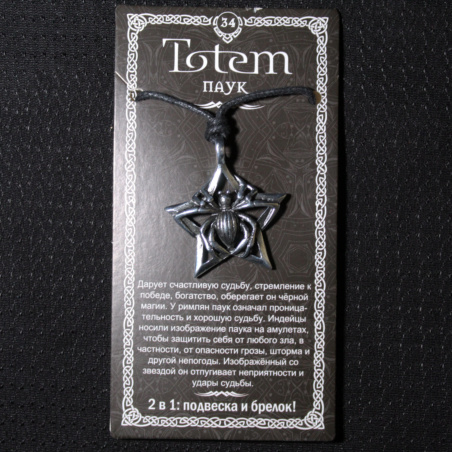 34
Totem
ПАУК
Дарует счастливую судьбу, стремление к
победе, богатство, оберегает он чёрной
магии. У римлян паук означал проница-
тельность и хорошую судьбу. Индейцы
носили изображение паука на амулетах,
чтобы защитить себя от любого зла, в
частности, от опасности грозы, шторма и
другой непогоды. Изображённый со
звездой он отпугивает неприятности и
удары судьбы.
2 в 1: подвеска и брелок!